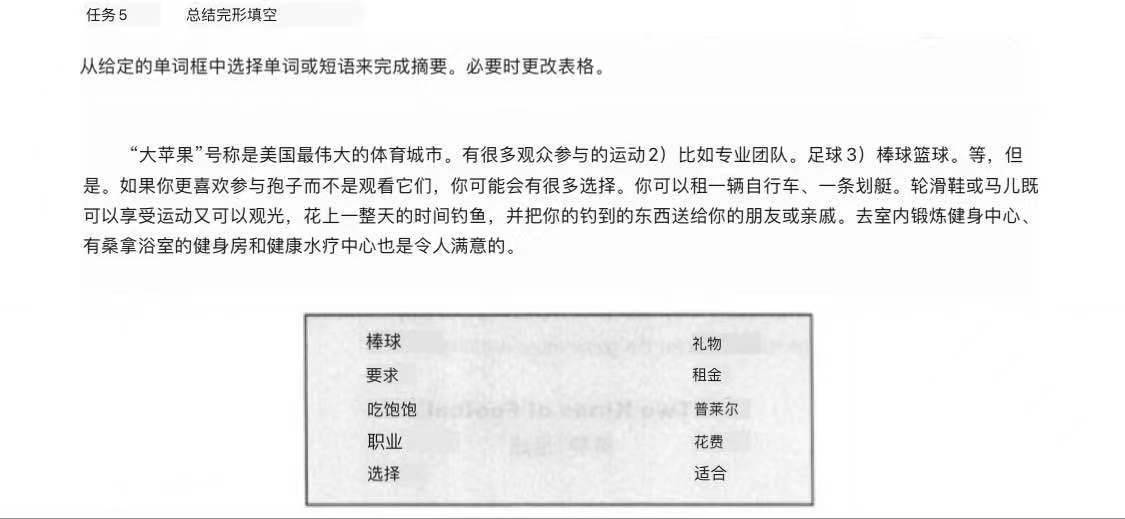 任务5 总结完形填空
从给定的单词框中选择单词或短语来完成摘要。必要时更改表格。
“大苹果”号称是美国最伟大的体育城市。有很多观众参与的运动2）比如专业团队。足球3）棒球篮球。等，但
是。如果你更喜欢参与孢子而不是观看它们，你可能会有很多选择。你可以租一辆自行车、一条划艇。轮滑鞋或马儿既
可以享受运动又可以观光，花上一整天的时间钓鱼，并把你的钓到的东西送给你的朋友或亲戚。去室内锻炼健身中心、
有桑拿浴室的健身房和健康水疗中心也是令人满意的。
棒球 礼物
要求 租金
吃饱饱 普莱尔
职业 花费
选择 适合